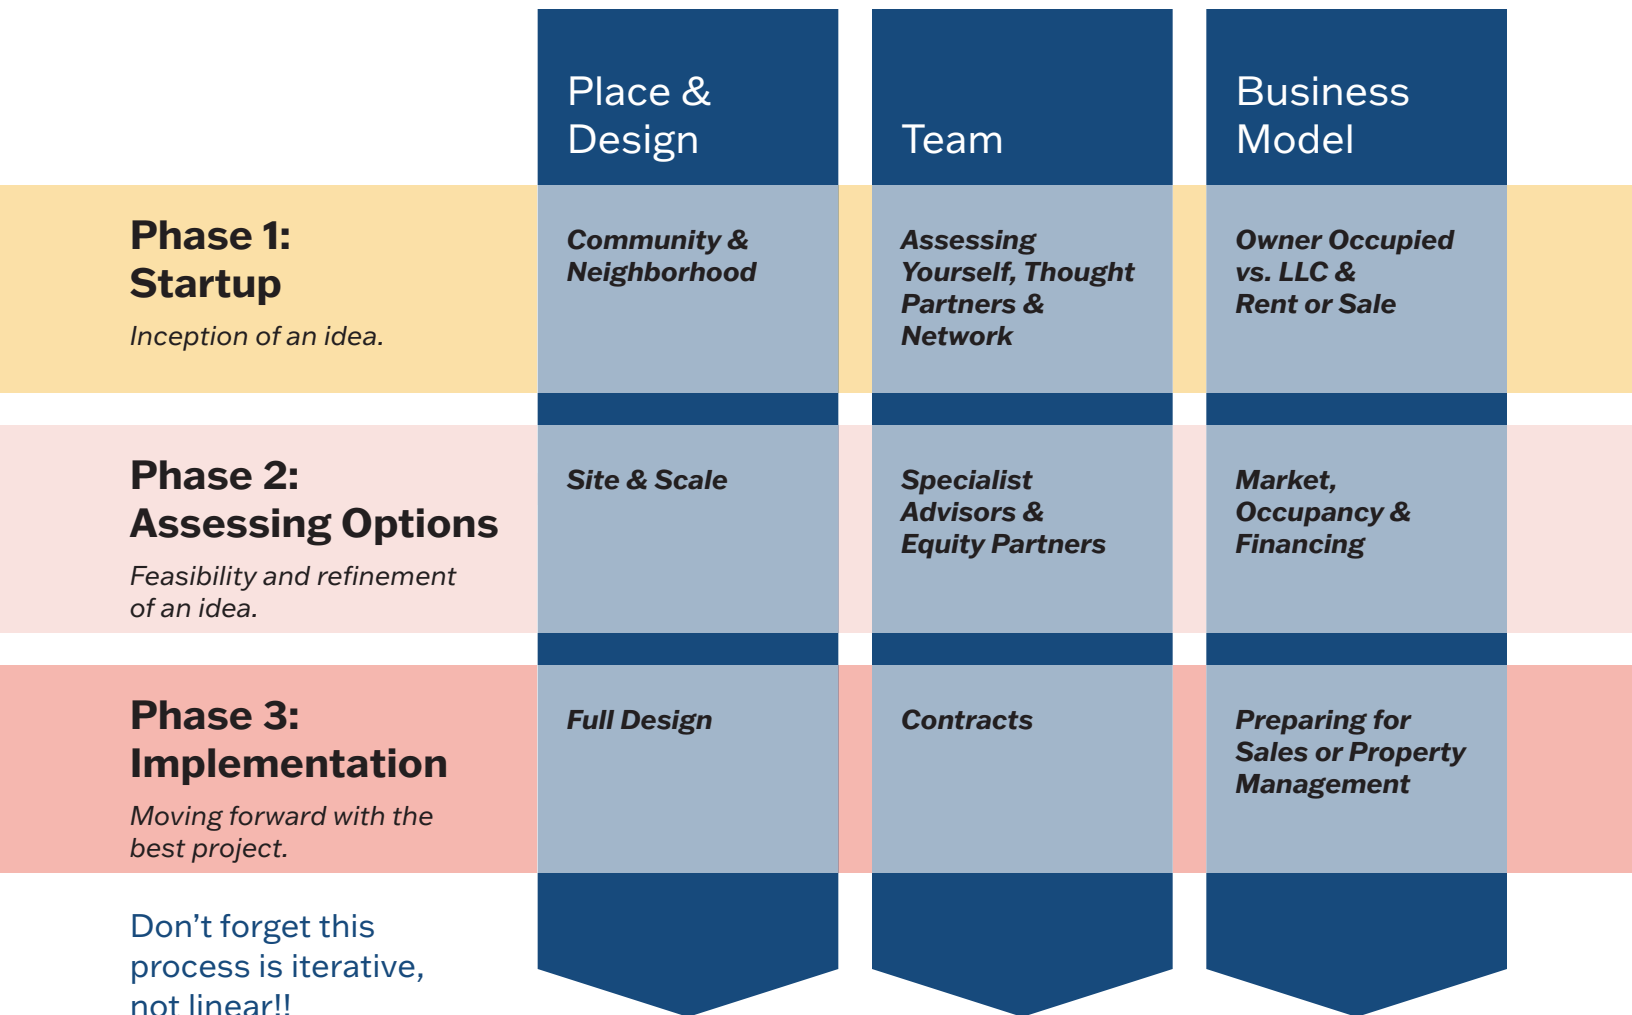 Place &
Design
Team
Business
Model
Phase 1:
Startup
Inception of an idea.
Community &
Neighborhood
Assessing
Yourself, Thought
Partners &
Network
Owner Occupied
vs. LLC &
Rent or Sale
Phase 2:
Assessing Options
Feasibility and refinement
of an idea.
Site & Scale
Specialist
Advisors &
Equity Partners
Market,
Occupancy &
Financing
Phase 3:
Implementation
Moving forward with the
best project.
Full Design
Contracts
Preparing for
Sales or Property
Management
Don’t forget this
process is iterative,
not linear!!